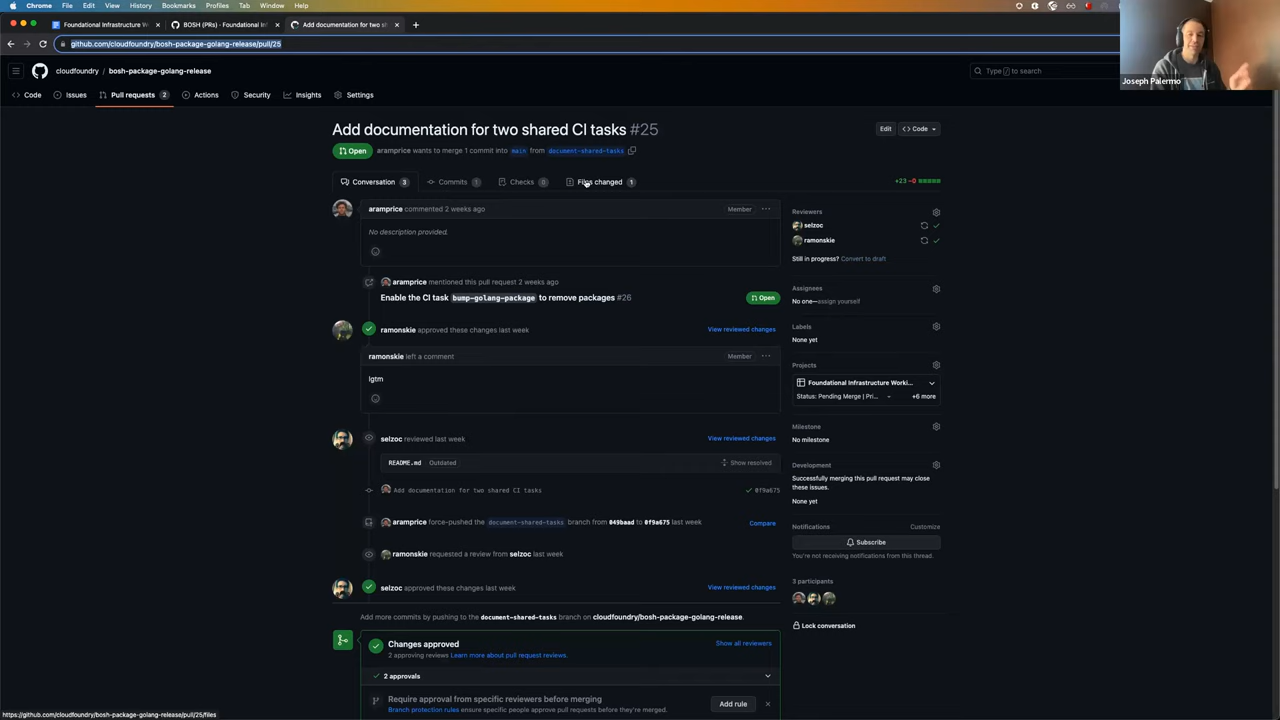 Chrome File Edit View History Bookmarks Profiles Tab Window Help
Foundational Infrastructure W
BOSH (PRs) · Foundational Inf
Add documentation for two s
github.com/cloudfoundry/bosh-package-golang-release/pull/25
cloudfoundry / bosh-package-golang-release
Type / to search
Joseph Palermo
Code Issues Pull requests 2 Actions Security Insights Settings
Add documentation for two shared CI tasks #25
Edit
Code
Open aramprice wants to merge 1 commit into main from document-shared-tasks
Conversation 3 Commits 1 Checks 0 Files changed 1
+23 −0
aramprice commented 2 weeks ago
Member
No description provided.
aramprice mentioned this pull request 2 weeks ago
Enable the CI task bump-golang-package to remove packages #26
Open
ramonskie approved these changes last week
View reviewed changes
ramonskie left a comment
Member
lgtm
selzoc reviewed last week
View reviewed changes
README.md Outdated
Show resolved
Add documentation for two shared CI tasks
0f9a675
aramprice force-pushed the document-shared-tasks branch from 049baad to 0f9a675 last week
Compare
ramonskie requested a review from selzoc last week
selzoc approved these changes last week
View reviewed changes
Add more commits by pushing to the document-shared-tasks branch on cloudfoundry/bosh-package-golang-release.
Changes approved
Show all reviewers
2 approving reviews Learn more about pull request reviews.
2 approvals
Require approval from specific reviewers before merging
Branch protection rules ensure specific people approve pull requests before they're merged.
Add rule
Reviewers
selzoc
ramonskie
Still in progress? Convert to draft
Assignees
No one—assign yourself
Labels
None yet
Projects
Foundational Infrastructure Worki...
Status: Pending Merge | Pri...
+6 more
Milestone
No milestone
Development
Successfully merging this pull request may close
these issues.
None yet
Notifications
Customize
Subscribe
You're not receiving notifications from this thread.
3 participants
Lock conversation
https://github.com/cloudfoundry/bosh-package-golang-release/pull/25/files